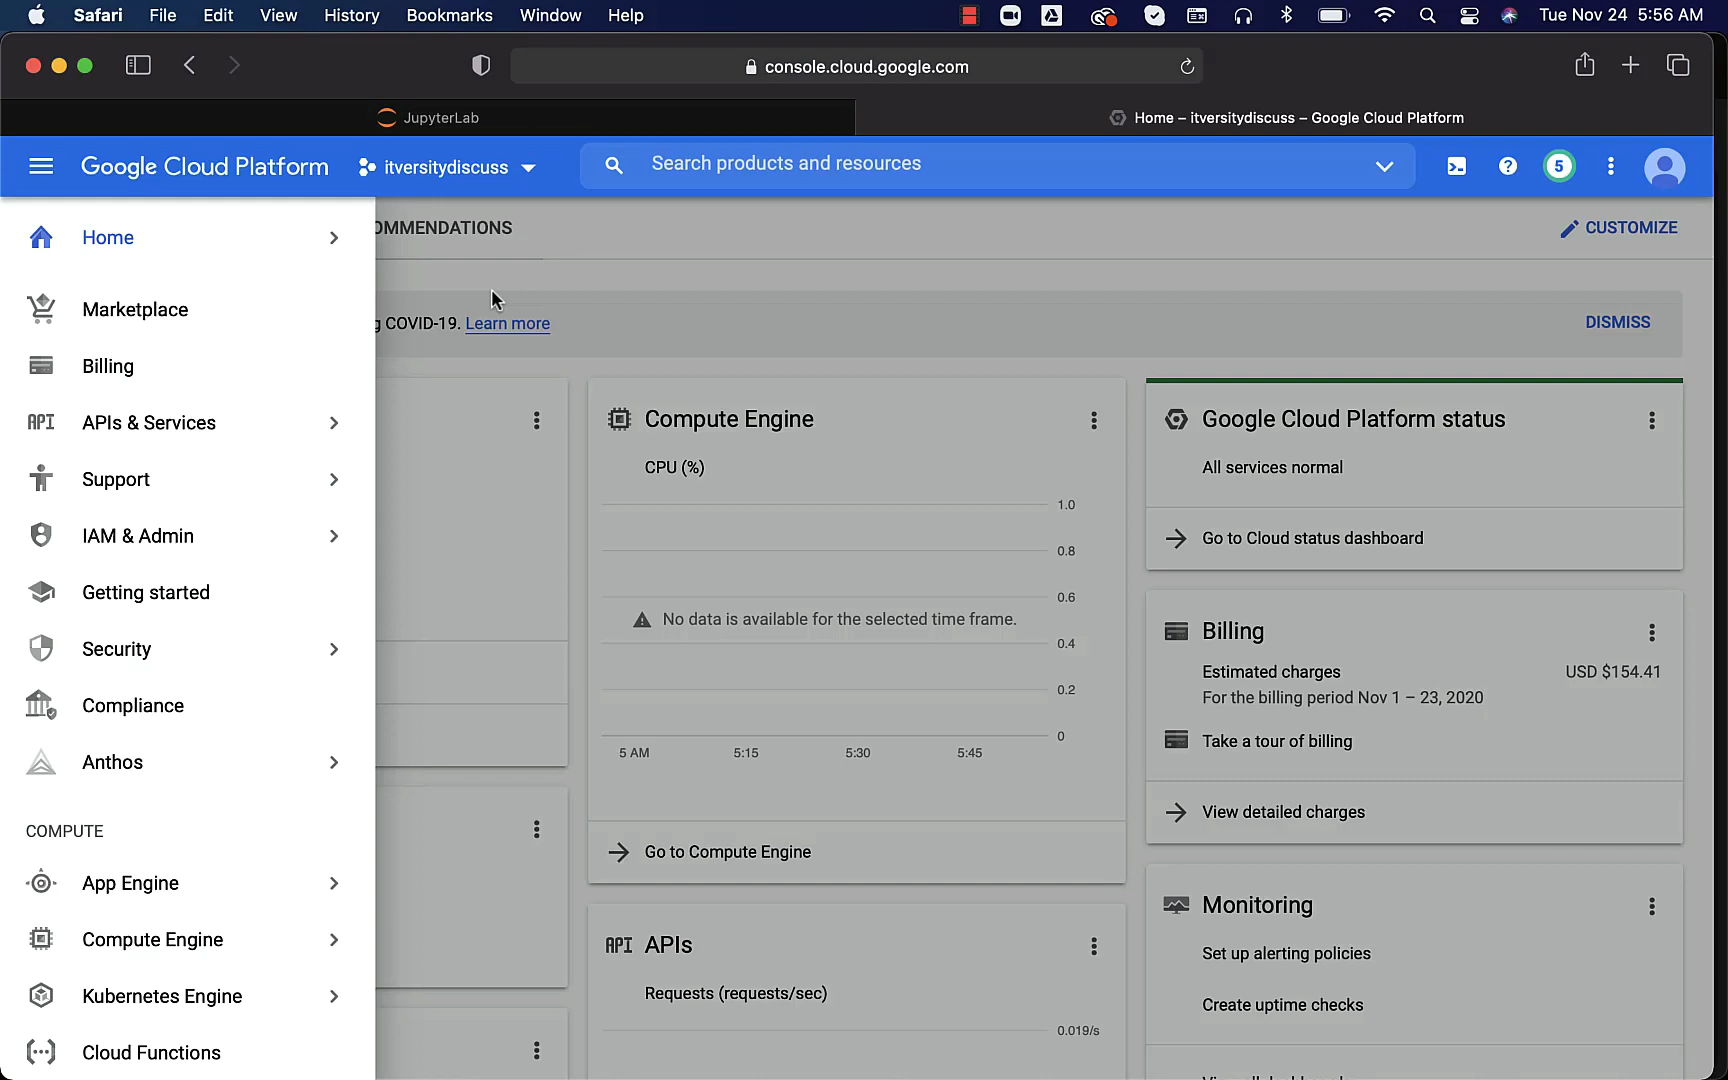 Safari File Edit View History Bookmarks Window Help Tue Nov 24 5:56 AM
console.cloud.google.com
JupyterLab
Home – itversitydiscuss – Google Cloud Platform
Google Cloud Platform itversitydiscuss Search products and resources 5
Home
Marketplace
Billing
API APIs & Services
Support
IAM & Admin
Getting started
Security
Compliance
Anthos
COMPUTE
App Engine
Compute Engine
Kubernetes Engine
Cloud Functions
OMMENDATIONS
CUSTOMIZE
g COVID-19. Learn more
DISMISS
Compute Engine
CPU (%)
1.0
0.8
0.6
No data is available for the selected time frame.
0.4
0.2
0
5 AM 5:15 5:30 5:45
Go to Compute Engine
API APIs
Requests (requests/sec)
0.019/s
Google Cloud Platform status
All services normal
Go to Cloud status dashboard
Billing
Estimated charges USD $154.41
For the billing period Nov 1 – 23, 2020
Take a tour of billing
View detailed charges
Monitoring
Set up alerting policies
Create uptime checks